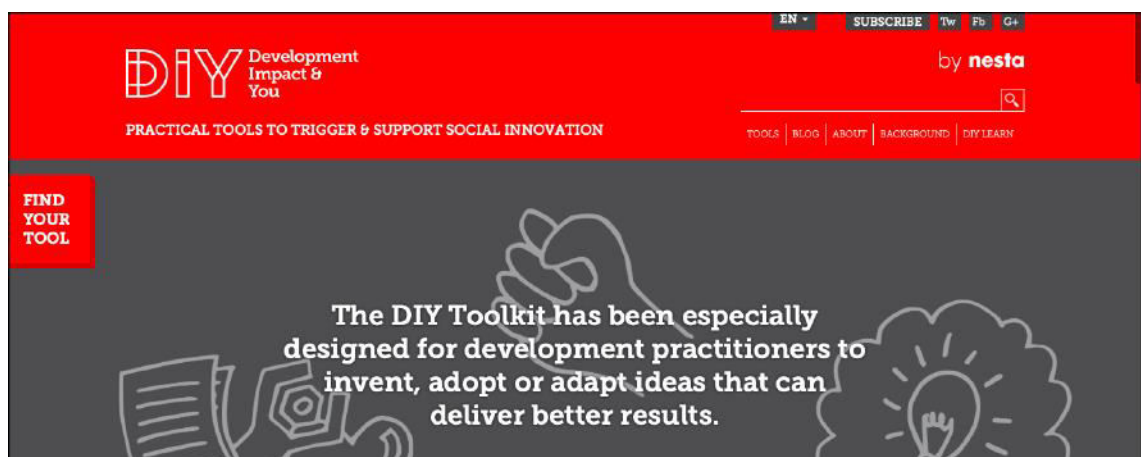 EN
SUBSCRIBE Tw Fb G+
DIY Development
Impact &
You
by nesta
PRACTICAL TOOLS TO TRIGGER & SUPPORT SOCIAL INNOVATION
TOOLS | BLOG | ABOUT | BACKGROUND | DIY LEARN
FIND
YOUR
TOOL
The DIY Toolkit has been especially
designed for development practitioners to
invent, adopt or adapt ideas that can
deliver better results.